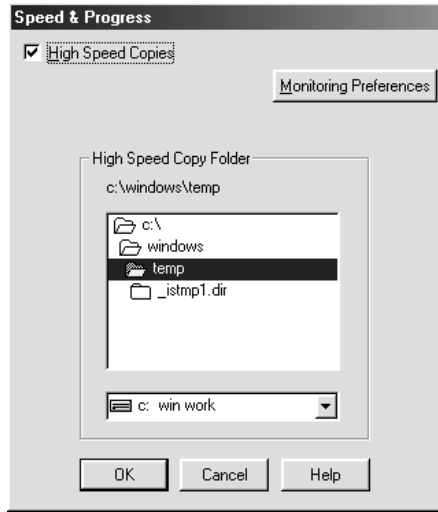 Speed & Progress
High Speed Copies
Monitoring Preferences
High Speed Copy Folder
c:\windows\temp
c:\
windows
temp
_istmp1.dir
c: win work
OK Cancel Help